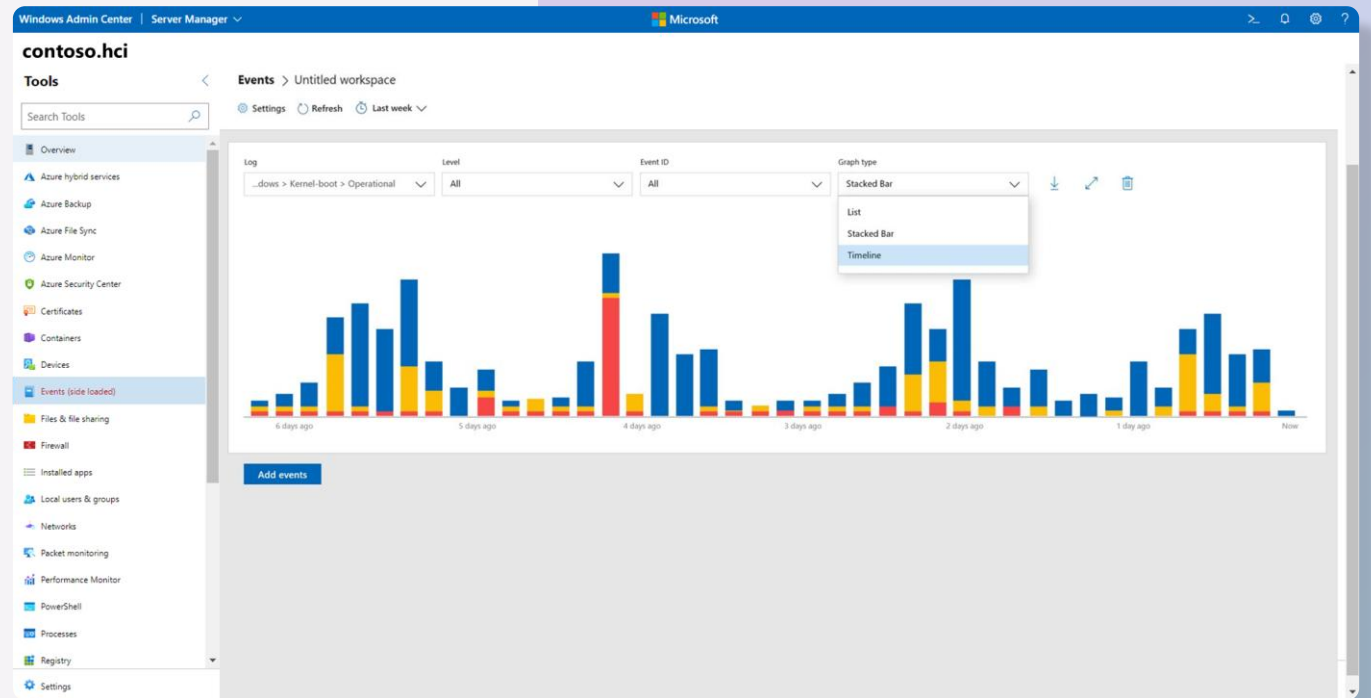 Windows Admin Center | Server Manager
Microsoft
>_
?
contoso.hci
Tools
Search Tools
Overview
Azure hybrid services
Azure Backup
Azure File Sync
Azure Monitor
Azure Security Center
Certificates
Containers
Devices
Events (side loaded)
Files & file sharing
Firewall
Installed apps
Local users & groups
Networks
Packet monitoring
Performance Monitor
PowerShell
Processes
Registry
Settings
Events > Untitled workspace
Settings Refresh Last week
Log Level Event ID Graph type
...dows > Kernel-boot > Operational All All Stacked Bar
List
Stacked Bar
Timeline
6 days ago 5 days ago 4 days ago 3 days ago 2 days ago 1 day ago Now
Add events